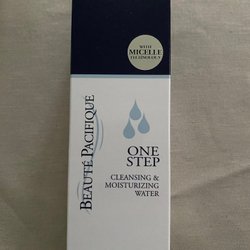 WITH
MICELLE
TECHNOLOGY
BEAUTÉ PACIFIQUE
ONE
STEP
CLEANSING &
MOISTURIZING
WATER